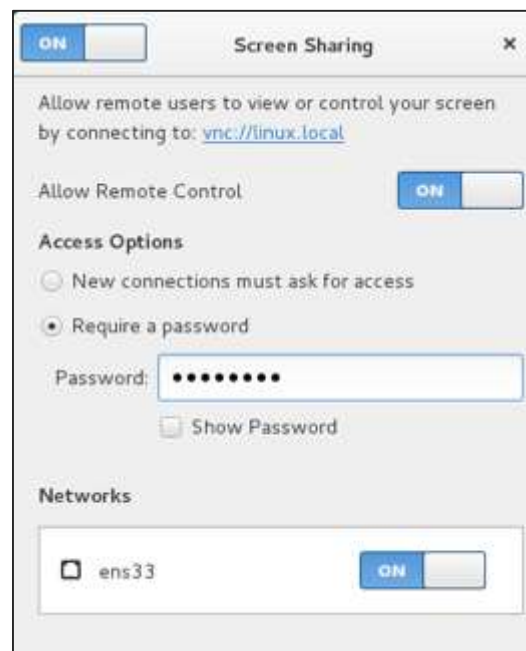 ON Screen Sharing ×
Allow remote users to view or control your screen
by connecting to: vnc://linux.local
Allow Remote Control ON
Access Options
New connections must ask for access
Require a password
Password: ••••••••
Show Password
Networks
ens33 ON